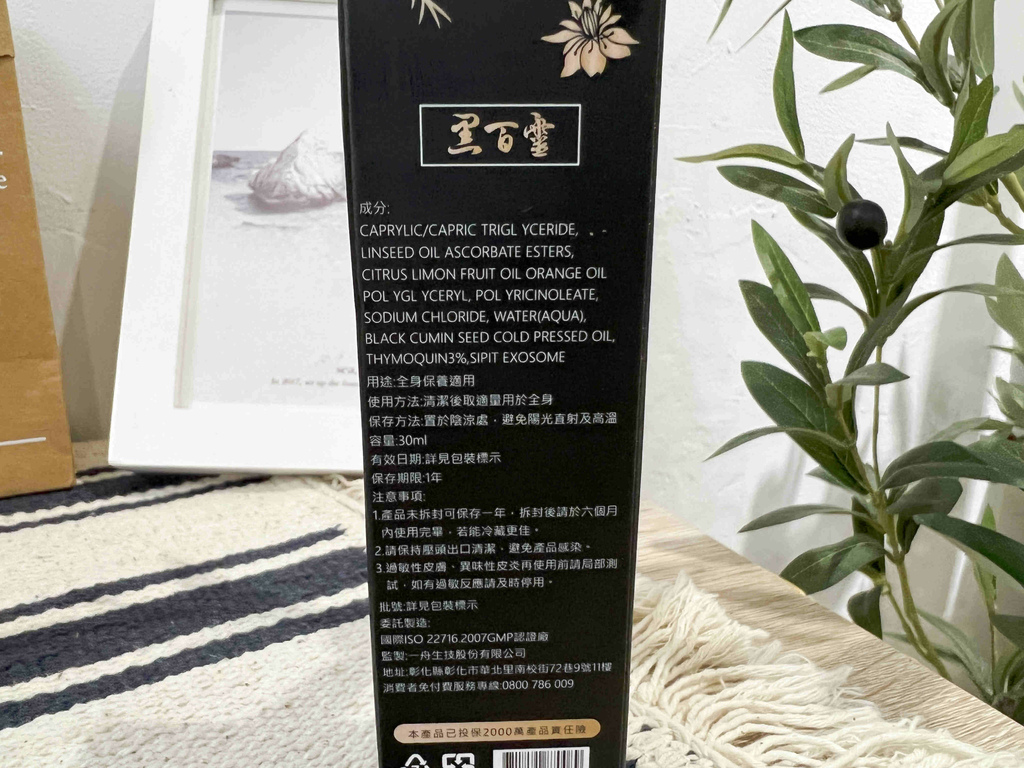 黑百靈
成分:
CAPRYLIC/CAPRIC TRIGL YCERIDE, 。-
LINSEED OIL ASCORBATE ESTERS,
CITRUS LIMON FRUIT OIL ORANGE OIL
POL YGL YCERYL, POL YRICINOLEATE,
SODIUM CHLORIDE, WATER(AQUA),
BLACK CUMIN SEED COLD PRESSED OIL,
THYMOQUIN3%,SIPIT EXOSOME
用途:全身保養適用
使用方法:清潔後取適量用於全身
保存方法:置於陰涼處，避免陽光直射及高溫
容量:30ml
有效日期:詳見包裝標示
保存期限:1年
注意事項:
1.產品未拆封可保存一年，拆封後請於六個月
內使用完畢，若能冷藏更佳。
2.請保持壓頭出口清潔，避免產品感染。
3.過敏性皮膚、異味性皮炎再使用前請局部測
試，如有過敏反應請及時停用。
批號:詳見包裝標示
委託製造:
國際ISO 22716.2007GMP認證廠
監製:一舟生技股份有限公司
地址:彰化縣彰化市華北里南校街72巷9號11樓
消費者免付費服務專線:0800 786 009
本產品已投保2000萬產品責任險